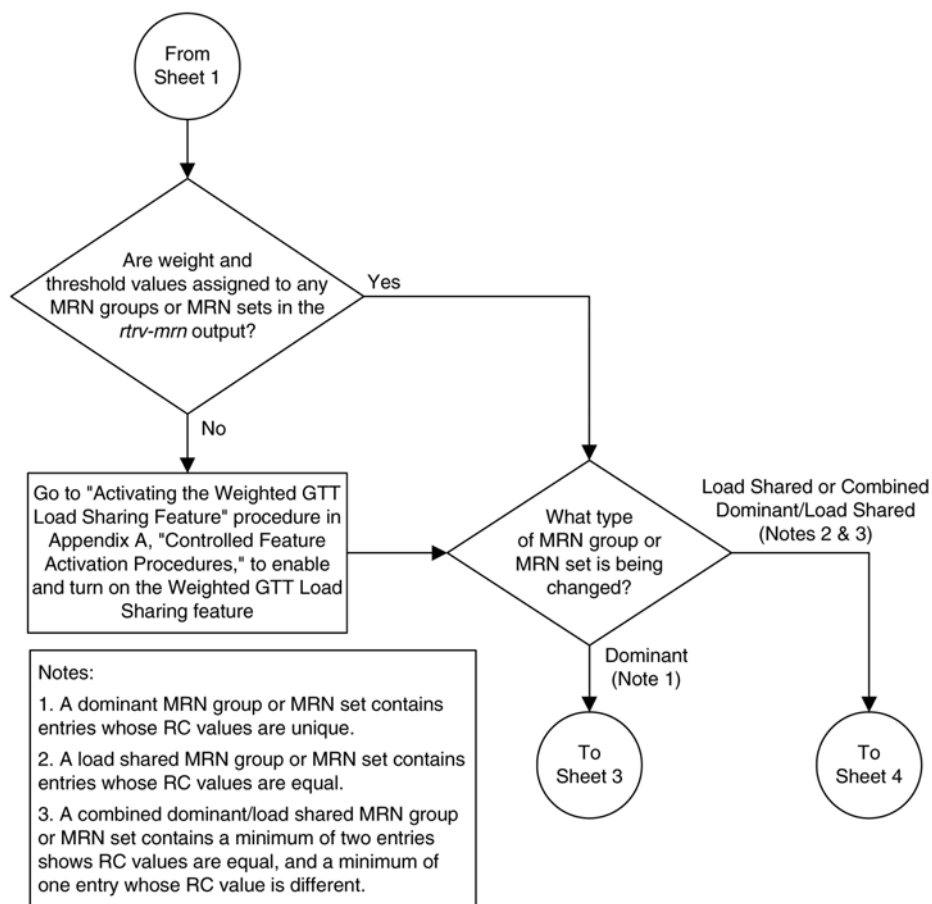 From
Sheet 1
Are weight and
threshold values assigned to any
MRN groups or MRN sets in the
rtrv-mrn output?
Yes
No
Go to "Activating the Weighted GTT
Load Sharing Feature" procedure in
Appendix A, "Controlled Feature
Activation Procedures," to enable
and turn on the Weighted GTT Load
Sharing feature
What type
of MRN group or
MRN set is being
changed?
Load Shared or Combined
Dominant/Load Shared
(Notes 2 & 3)
Dominant
(Note 1)
To
Sheet 3
To
Sheet 4
Notes:
1. A dominant MRN group or MRN set contains
entries whose RC values are unique.
2. A load shared MRN group or MRN set contains
entries whose RC values are equal.
3. A combined dominant/load shared MRN group
or MRN set contains a minimum of two entries
shows RC values are equal, and a minimum of
one entry whose RC value is different.